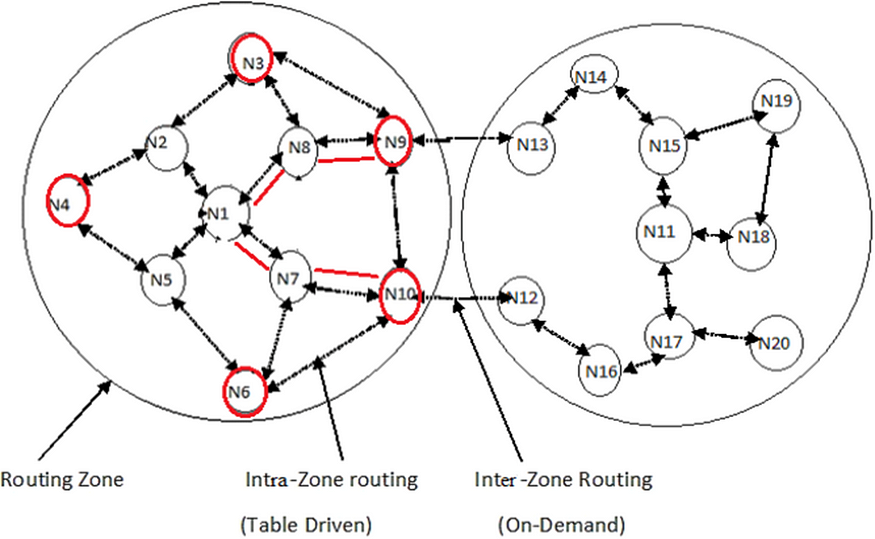 N3
N14
N19
N2
N8
N9
N13
N15
N4
N1
N11
N18
N5
N7
N10
N12
N17
N20
N6
N16
Routing Zone
Intra-Zone routing
Inter -Zone Routing
(Table Driven)
(On-Demand)